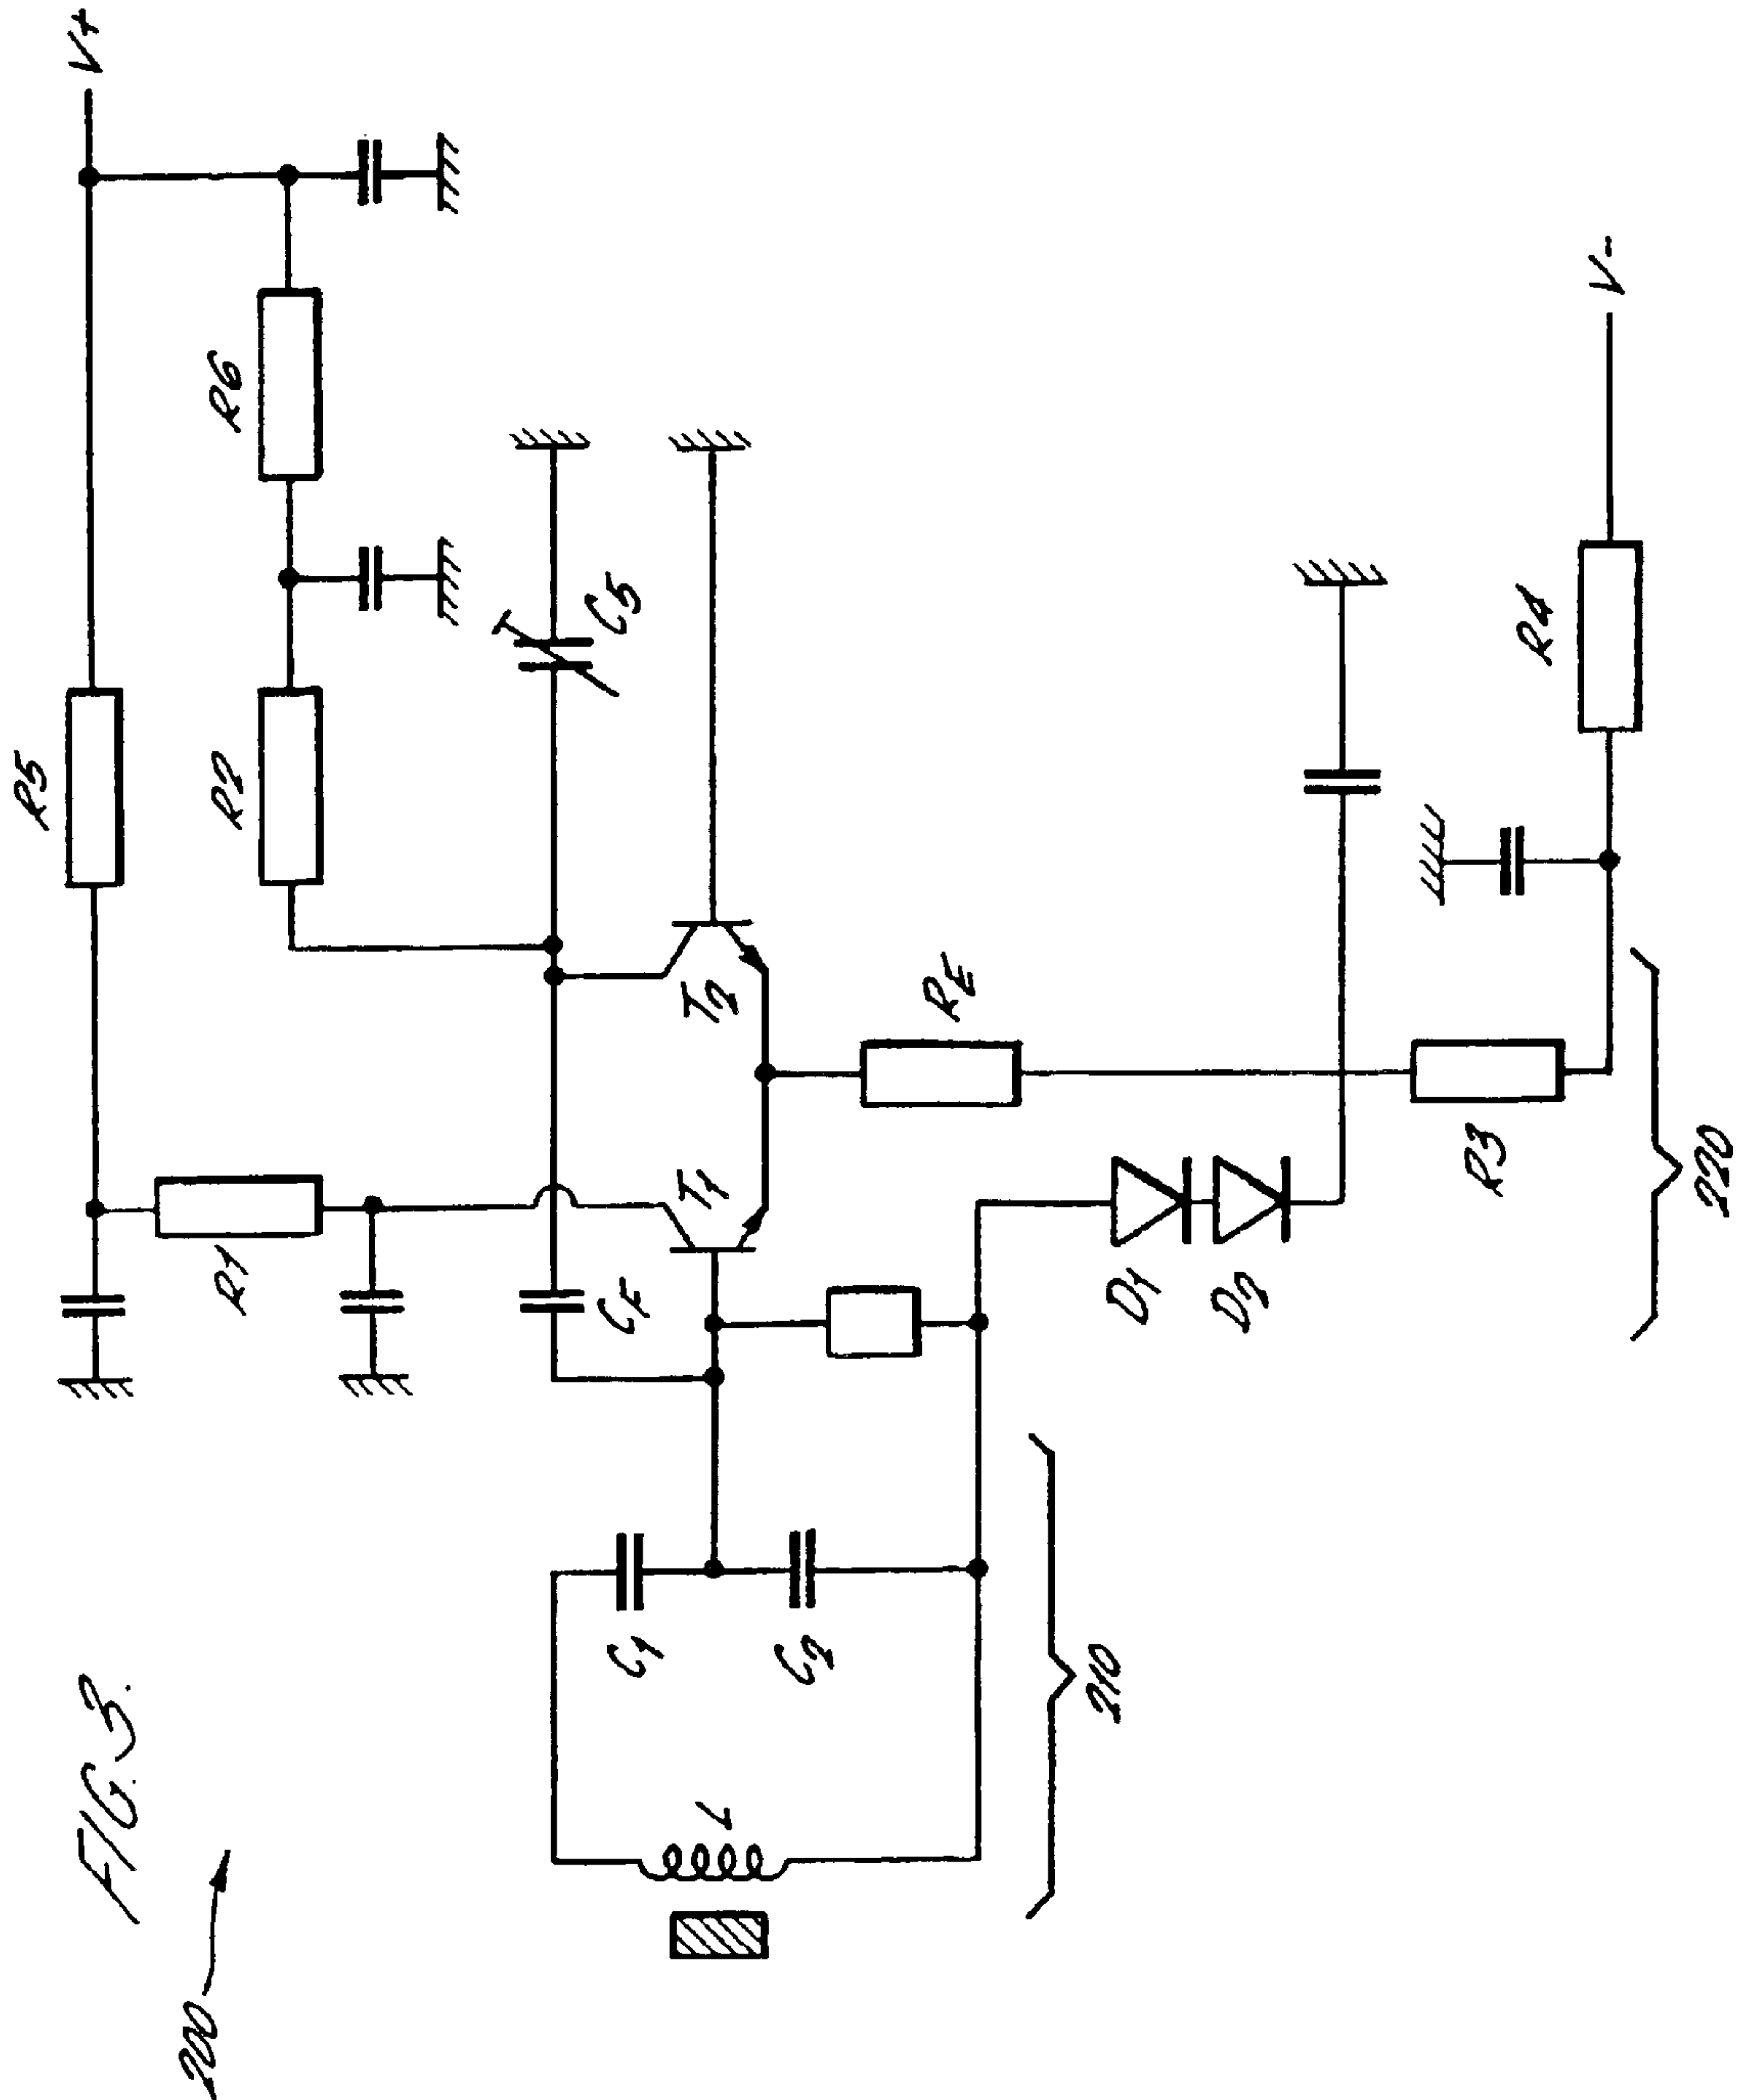 FIG. 3.
200
V+
R5
R6
R2
R1
C5
CF
T1
T2
C1
C2
L
RE
D1
D2
R3
R4
V-
210
220